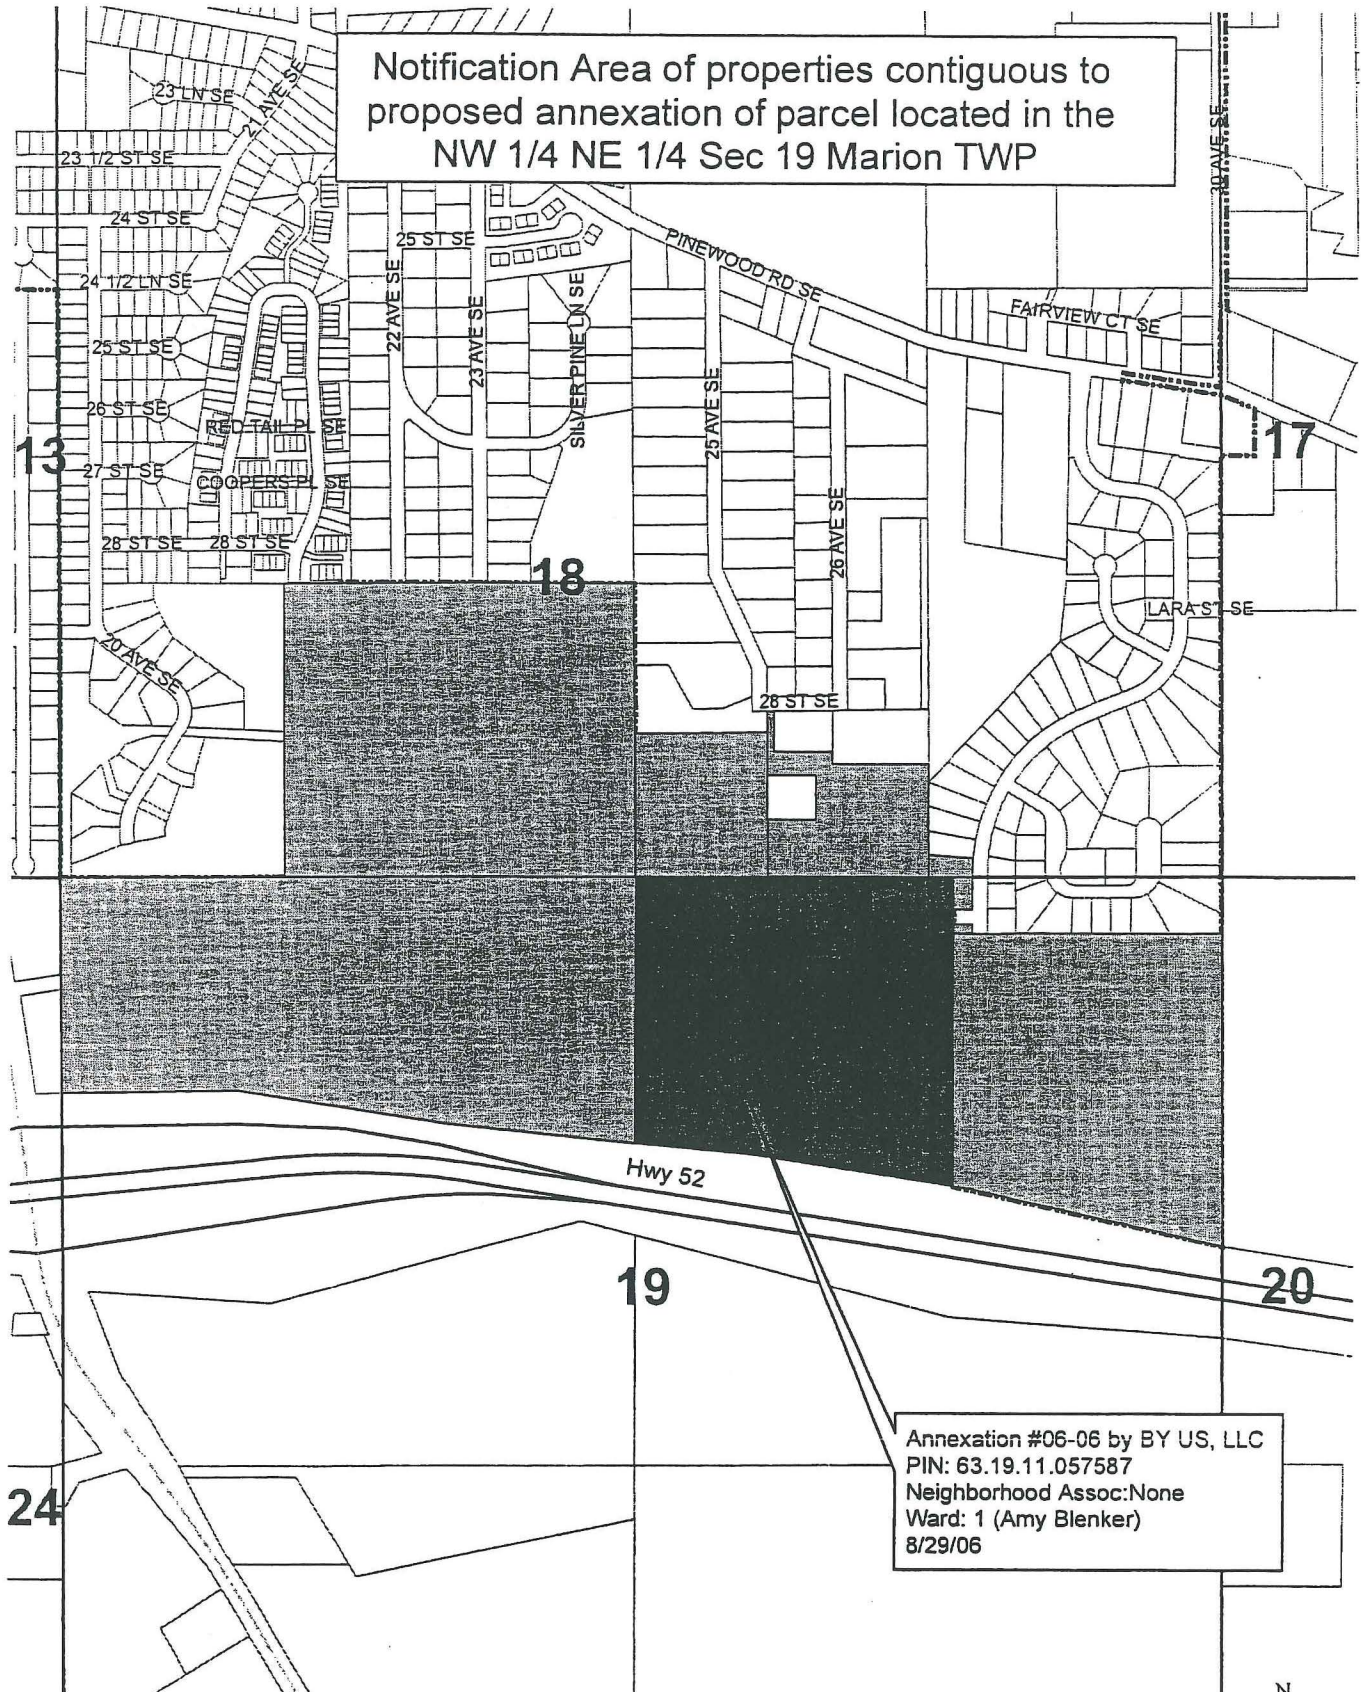 Notification Area of properties contiguous to
proposed annexation of parcel located in the
NW 1/4 NE 1/4 Sec 19 Marion TWP
23 LN SE
21 AVE SE
23 1/2 ST SE
24 ST SE
24 1/2 LN SE
25 ST SE
26 ST SE
27 ST SE
28 ST SE
28 ST SE
RED TAIL PL SE
COOPERS PL SE
20 AVE SE
25 ST SE
22 AVE SE
23 AVE SE
SILVER PINE LN SE
PINEWOOD RD SE
25 AVE SE
26 AVE SE
28 ST SE
FAIRVIEW CT SE
30 AVE SE
LARA ST SE
13
17
18
Hwy 52
19
20
24
Annexation #06-06 by BY US, LLC
PIN: 63.19.11.057587
Neighborhood Assoc:None
Ward: 1 (Amy Blenker)
8/29/06
N